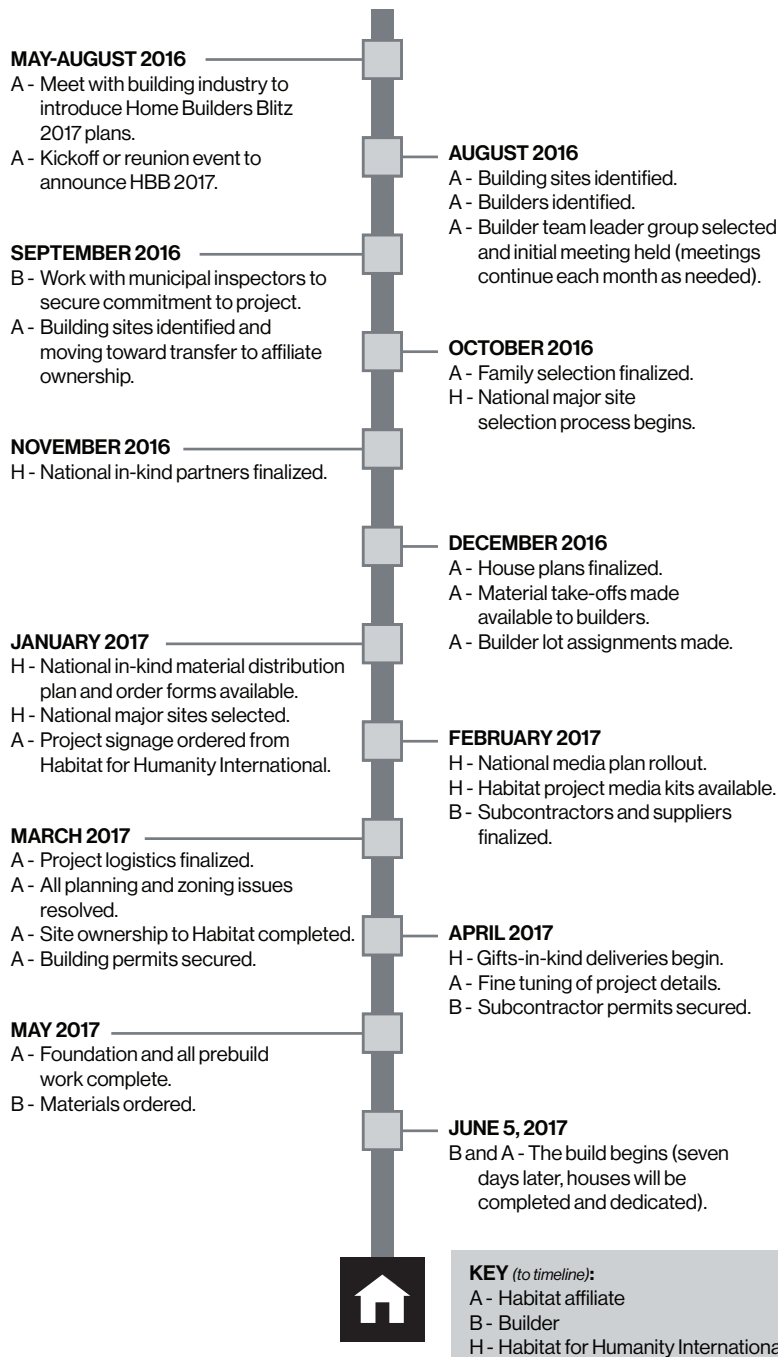 MAY-AUGUST 2016
A - Meet with building industry to
introduce Home Builders Blitz
2017 plans.
A - Kickoff or reunion event to
announce HBB 2017.
AUGUST 2016
A - Building sites identified.
A - Builders identified.
A - Builder team leader group selected
and initial meeting held (meetings
continue each month as needed).
SEPTEMBER 2016
B - Work with municipal inspectors to
secure commitment to project.
A - Building sites identified and
moving toward transfer to affiliate
ownership.
OCTOBER 2016
A - Family selection finalized.
H - National major site
selection process begins.
NOVEMBER 2016
H - National in-kind partners finalized.
DECEMBER 2016
A - House plans finalized.
A - Material take-offs made
available to builders.
A - Builder lot assignments made.
JANUARY 2017
H - National in-kind material distribution
plan and order forms available.
H - National major sites selected.
A - Project signage ordered from
Habitat for Humanity International.
FEBRUARY 2017
H - National media plan rollout.
H - Habitat project media kits available.
B - Subcontractors and suppliers
finalized.
MARCH 2017
A - Project logistics finalized.
A - All planning and zoning issues
resolved.
A - Site ownership to Habitat completed.
A - Building permits secured.
APRIL 2017
H - Gifts-in-kind deliveries begin.
A - Fine tuning of project details.
B - Subcontractor permits secured.
MAY 2017
A - Foundation and all prebuild
work complete.
B - Materials ordered.
JUNE 5, 2017
B and A - The build begins (seven
days later, houses will be
completed and dedicated).
KEY (to timeline):
A - Habitat affiliate
B - Builder
H - Habitat for Humanity Internationa